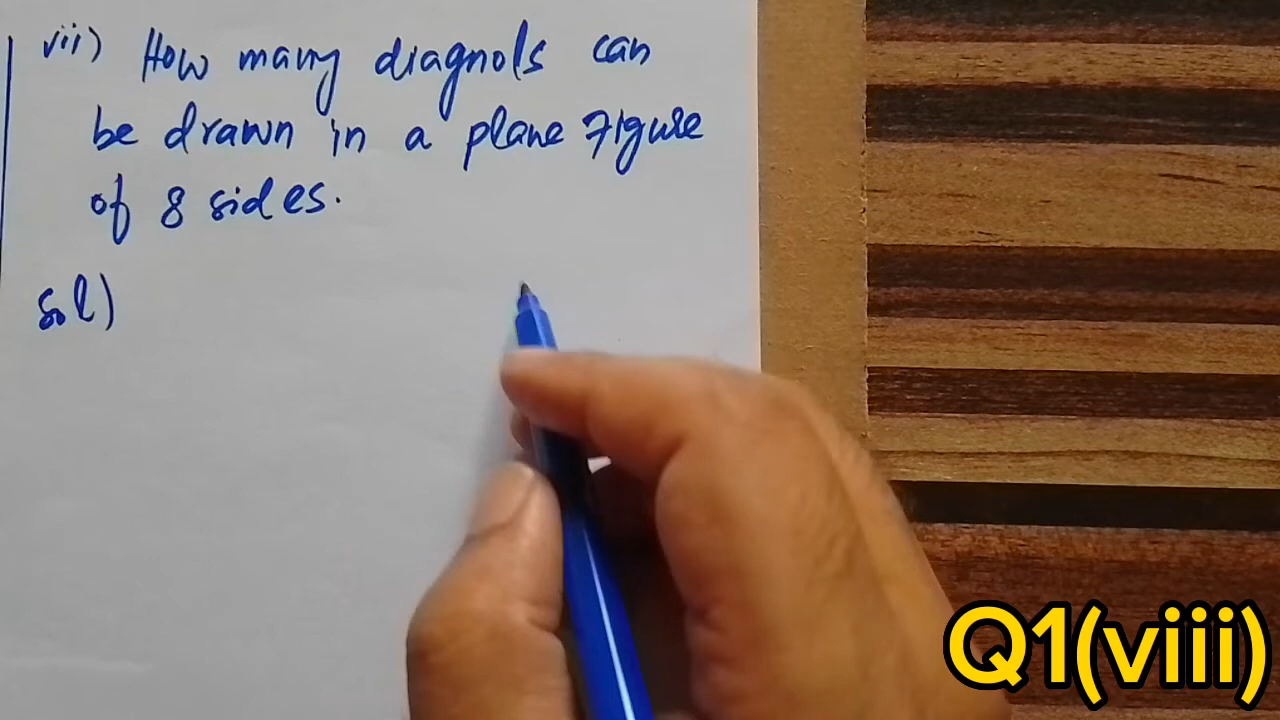 vii) How many diagnols can
be drawn in a plane Figure
of 8 sides.
Sol)
Q1(viii)